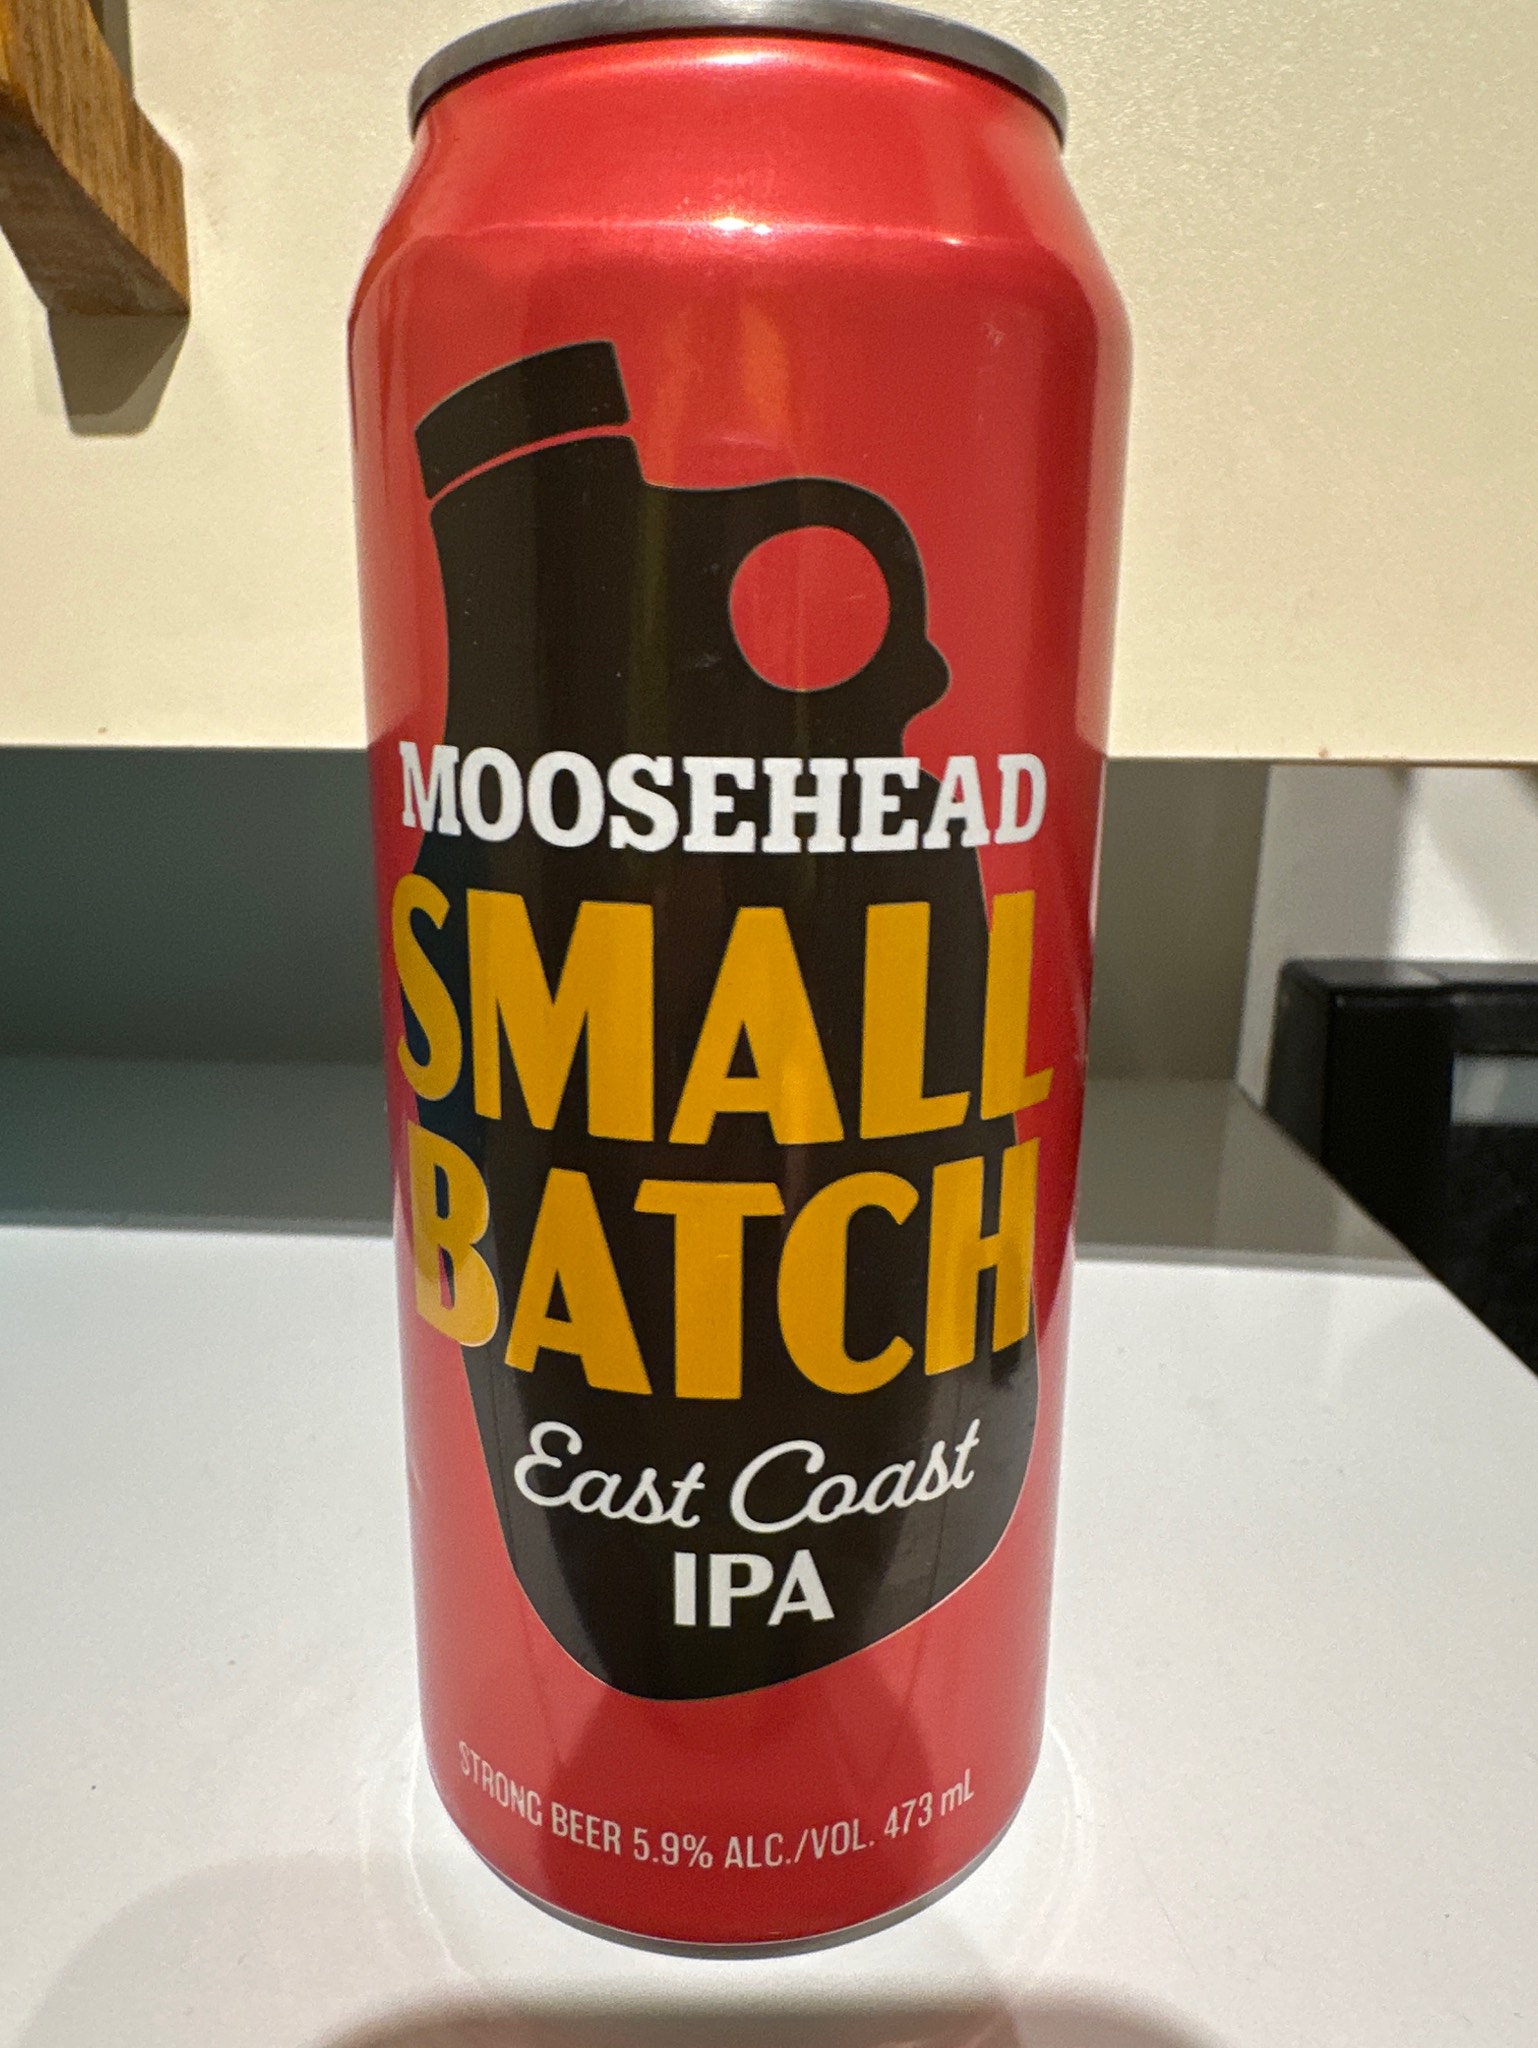 MOOSEHEAD
SMALL
BATCH
East Coast
IPA
STRONG BEER 5.9% ALC./VOL. 473 mL